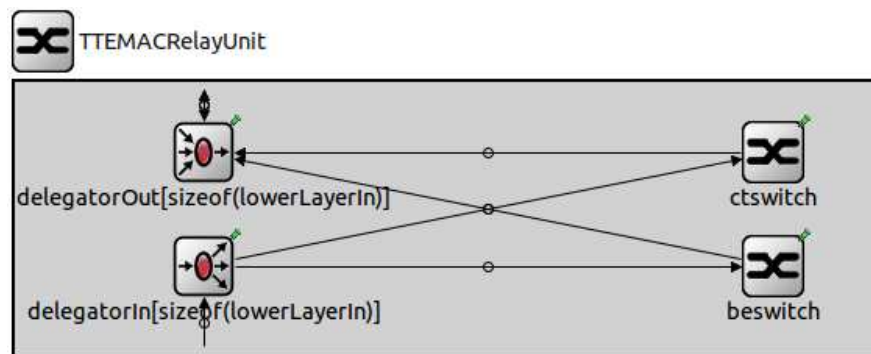 TTEMACRelayUnit
delegatorOut[sizeof(lowerLayerIn)]
ctswitch
delegatorIn[sizeof(lowerLayerIn)]
beswitch